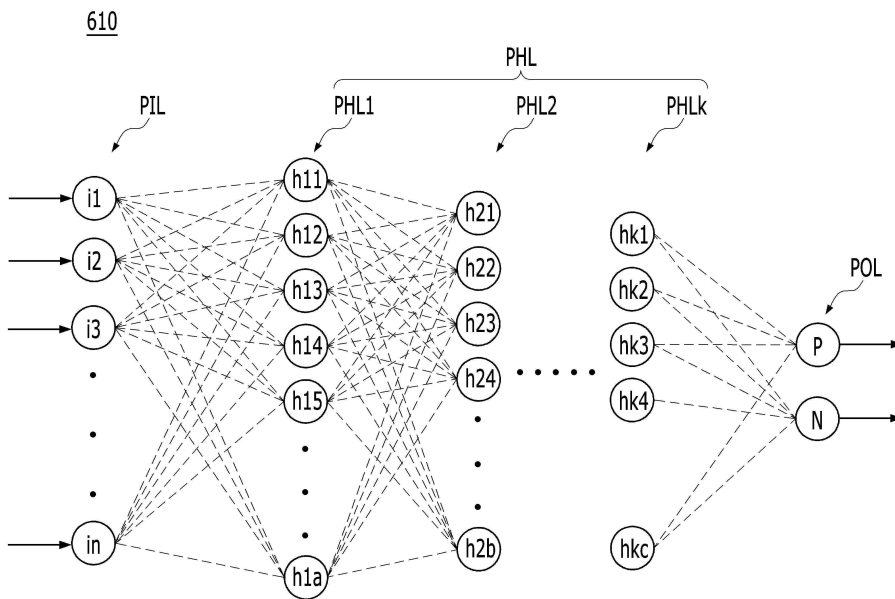 610
PHL
PIL
PHL1
PHL2
PHLk
POL
i1
i2
i3
in
h11
h12
h13
h14
h15
h1a
h21
h22
h23
h24
h2b
hk1
hk2
hk3
hk4
hkc
P
N